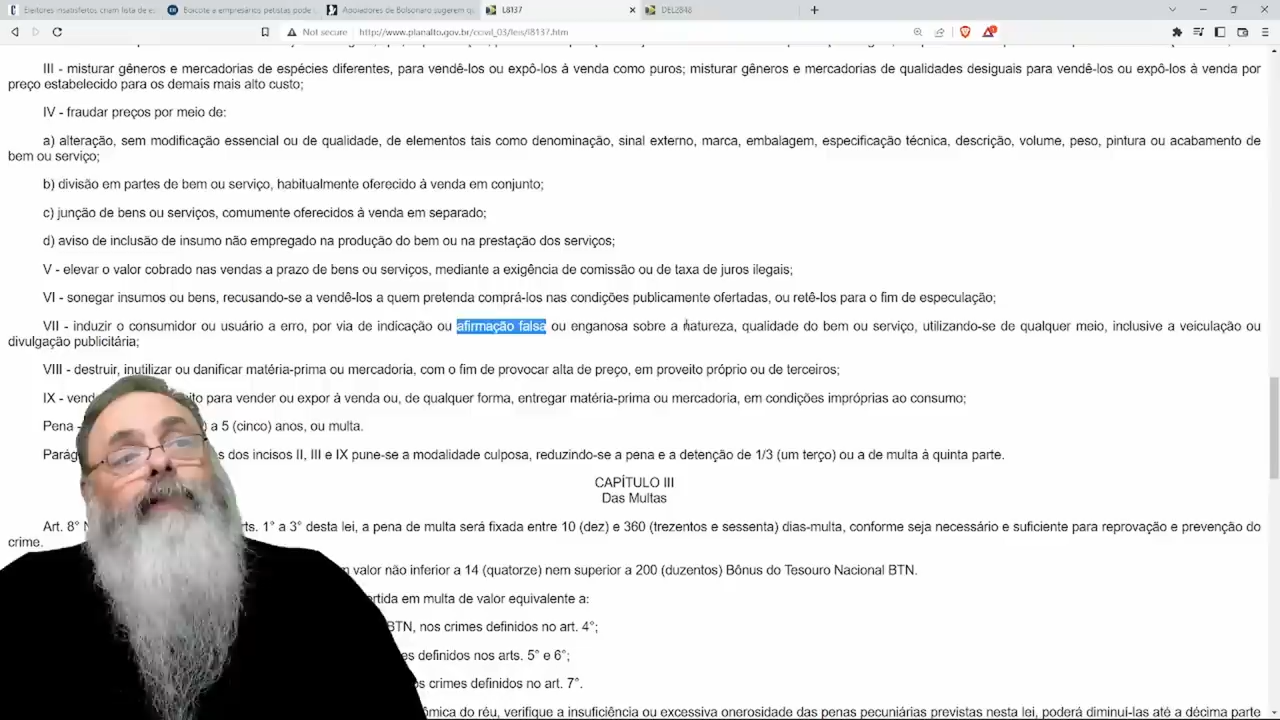 Eleitores insatisfeitos criam lista de es
Boicote a empresários petistas pode
Apoiadores de Bolsonaro sugerem q
L8137
DEL2848
Not secure
http://www.planalto.gov.br/ccivil_03/leis/l8137.htm
III - misturar gêneros e mercadorias de espécies diferentes, para vendê-los ou expô-los à venda como puros; misturar gêneros e mercadorias de qualidades desiguais para vendê-los ou expô-los à venda por
preço estabelecido para os demais mais alto custo;
IV - fraudar preços por meio de:
a) alteração, sem modificação essencial ou de qualidade, de elementos tais como denominação, sinal externo, marca, embalagem, especificação técnica, descrição, volume, peso, pintura ou acabamento de
bem ou serviço;
b) divisão em partes de bem ou serviço, habitualmente oferecido à venda em conjunto;
c) junção de bens ou serviços, comumente oferecidos à venda em separado;
d) aviso de inclusão de insumo não empregado na produção do bem ou na prestação dos serviços;
V - elevar o valor cobrado nas vendas a prazo de bens ou serviços, mediante a exigência de comissão ou de taxa de juros ilegais;
VI - sonegar insumos ou bens, recusando-se a vendê-los a quem pretenda comprá-los nas condições publicamente ofertadas, ou retê-los para o fim de especulação;
VII - induzir o consumidor ou usuário a erro, por via de indicação ou afirmação falsa ou enganosa sobre a natureza, qualidade do bem ou serviço, utilizando-se de qualquer meio, inclusive a veiculação ou
divulgação publicitária;
VIII - destruir, inutilizar ou danificar matéria-prima ou mercadoria, com o fim de provocar alta de preço, em proveito próprio ou de terceiros;
IX - para vender ou expor à venda ou, de qualquer forma, entregar matéria-prima ou mercadoria, em condições impróprias ao consumo;
Pena - a 5 (cinco) anos, ou multa.
dos incisos II, III e IX pune-se a modalidade culposa, reduzindo-se a pena e a detenção de 1/3 (um terço) ou a de multa à quinta parte.
CAPÍTULO III
Das Multas
Art. 8° 1° a 3° desta lei, a pena de multa será fixada entre 10 (dez) e 360 (trezentos e sessenta) dias-multa, conforme seja necessário e suficiente para reprovação e prevenção do
crime.
valor não inferior a 14 (quatorze) nem superior a 200 (duzentos) Bônus do Tesouro Nacional BTN.
em multa de valor equivalente a:
BTN, nos crimes definidos no art. 4°;
definidos nos arts. 5° e 6°;
crimes definidos no art. 7°.
do réu, verifique a insuficiência ou excessiva onerosidade das penas pecuniárias previstas nesta lei, poderá diminuí-las até a décima parte